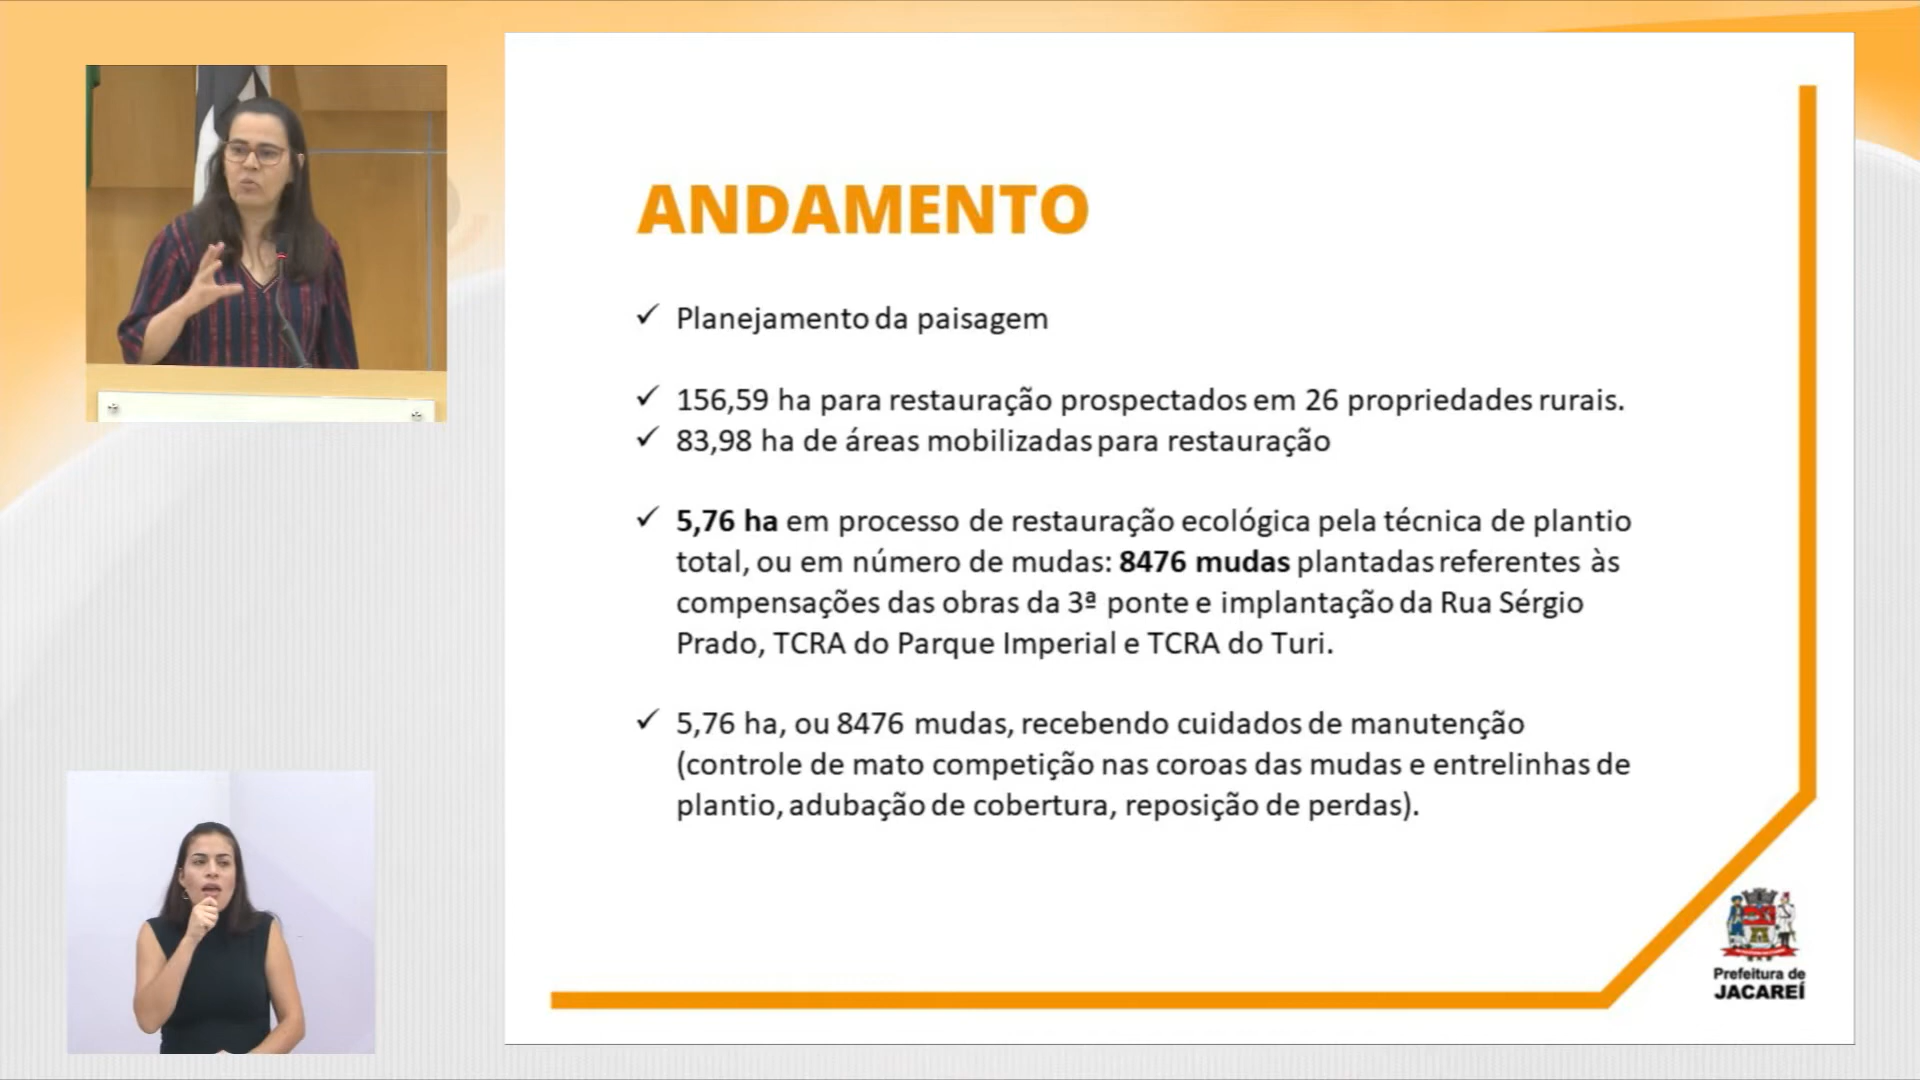 ANDAMENTO
✓ Planejamento da paisagem
✓ 156,59 ha para restauração prospectados em 26 propriedades rurais.
✓ 83,98 ha de áreas mobilizadas para restauração
✓ 5,76 ha em processo de restauração ecológica pela técnica de plantio
total, ou em número de mudas: 8476 mudas plantadas referentes às
compensações das obras da 3ª ponte e implantação da Rua Sérgio
Prado, TCRA do Parque Imperial e TCRA do Turi.
✓ 5,76 ha, ou 8476 mudas, recebendo cuidados de manutenção
(controle de mato competição nas coroas das mudas e entrelinhas de
plantio, adubação de cobertura, reposição de perdas).
Prefeitura de
JACAREÍ